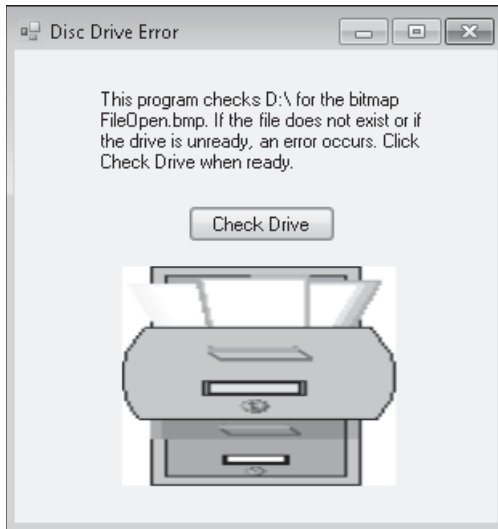 Disc Drive Error
This program checks D:\ for the bitmap
FileOpen.bmp. If the file does not exist or if
the drive is unready, an error occurs. Click
Check Drive when ready.
Check Drive